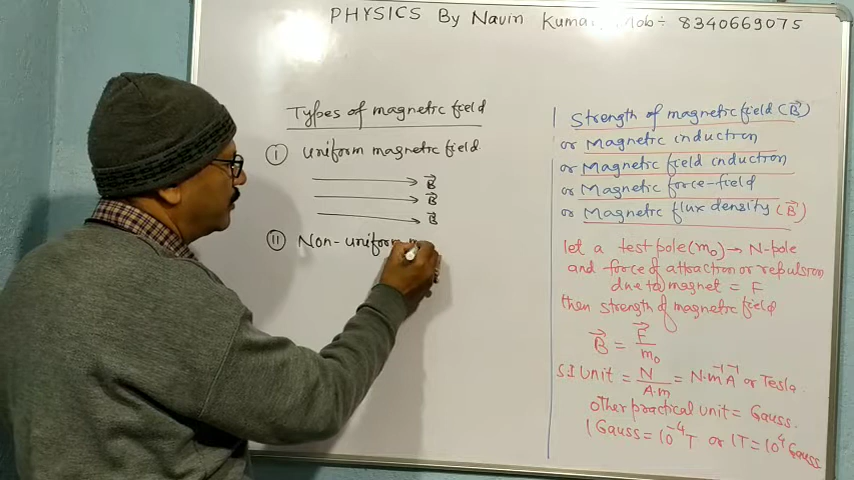 PHYSICS By Navin Kumar, Mob÷ 8340669075
Types of magnetic field
I Uniform magnetic field
B⃗
B⃗
B⃗
II Non-uniform m
Strength of magnetic field (B⃗)
or Magnetic induction
or Magnetic field induction
or Magnetic force-field
or Magnetic flux density (B⃗)
let a test pole(m₀) → N-pole
and force of attraction or repulsion
due to magnet = F
then strength of magnetic field
B⃗ = F⃗/m₀
S.I Unit = N/A.m = N.m⁻¹A⁻¹ or Tesla.
other practical unit = Gauss.
1 Gauss = 10⁻⁴T or 1T = 10⁴ Gauss